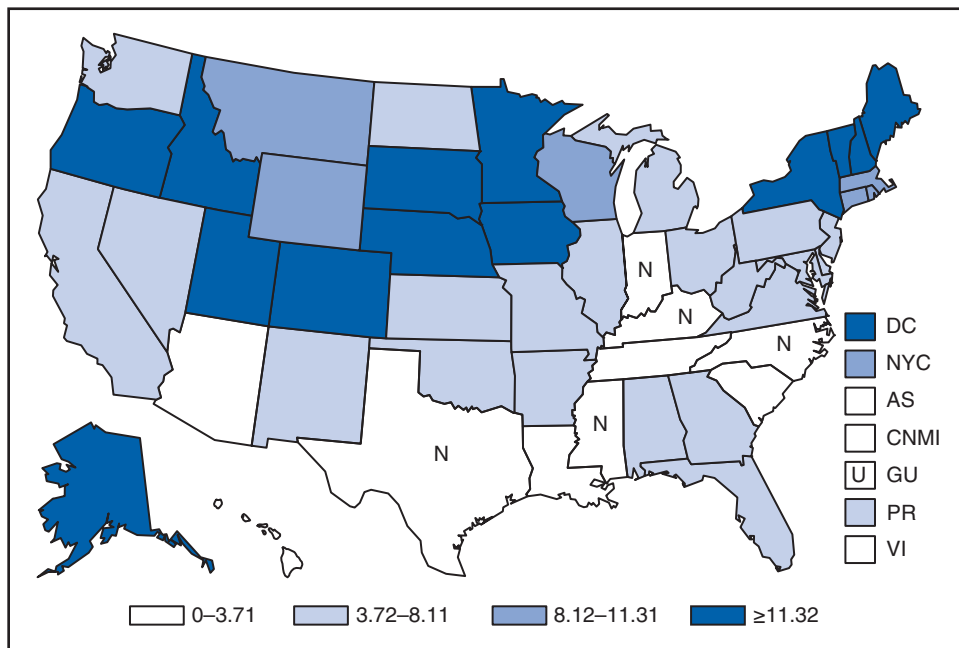 N
N
N
N
N
DC
NYC
AS
CNMI
U GU
PR
VI
0–3.71 3.72–8.11 8.12–11.31 ≥11.32